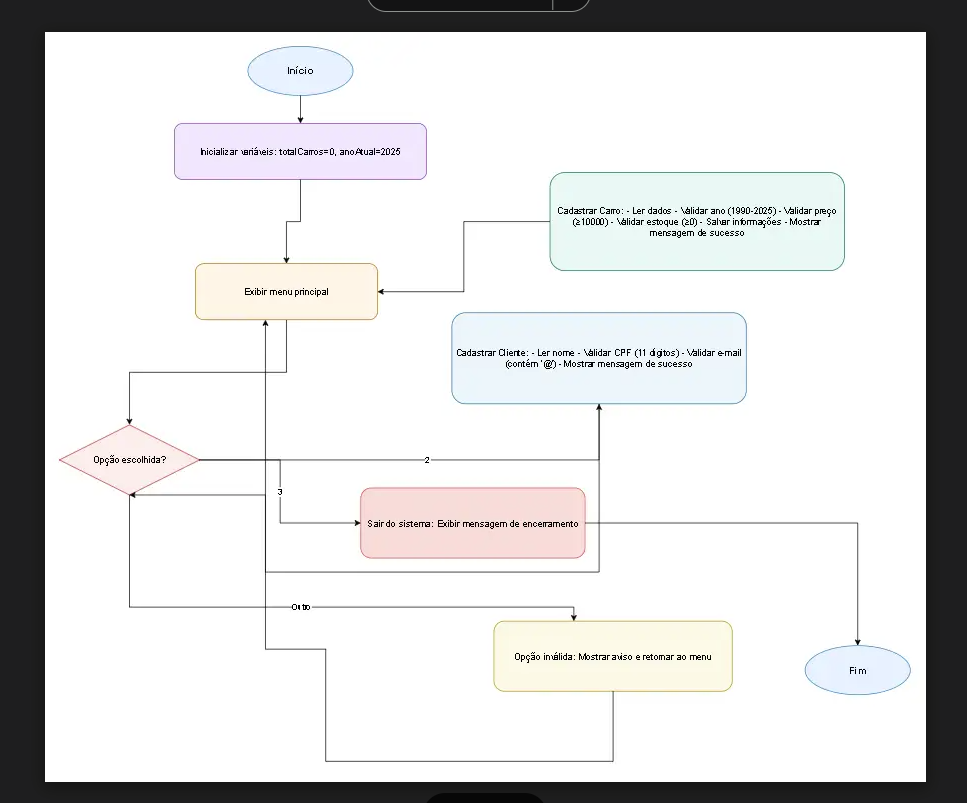 Início
Inicializar variáveis: totalCarros=0, anoAtual=2025
Cadastrar Carro: - Ler dados - Validar ano (1990-2025) - Validar preço
(≥10000) - Validar estoque (≥0) - Salvar informações - Mostrar
mensagem de sucesso
Exibir menu principal
Cadastrar Cliente: - Ler nome - Validar CPF (11 dígitos) - Validar e-mail
(contém '@') - Mostrar mensagem de sucesso
Opção escolhida?
2
3
Sair do sistema: Exibir mensagem de encerramento
Outro
Opção inválida: Mostrar aviso e retornar ao menu
Fim